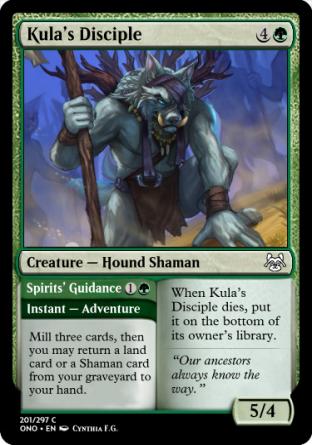 Kula's Disciple 4
Creature — Hound Shaman
Spirits' Guidance 1
Instant — Adventure
Mill three cards, then
you may return a land
card or a Shaman card
from your graveyard to
your hand.
When Kula's
Disciple dies, put
it on the bottom of
its owner's library.
"Our ancestors
always know the
way."
5/4
201/297 C
ONO • EN Cynthia F.G.